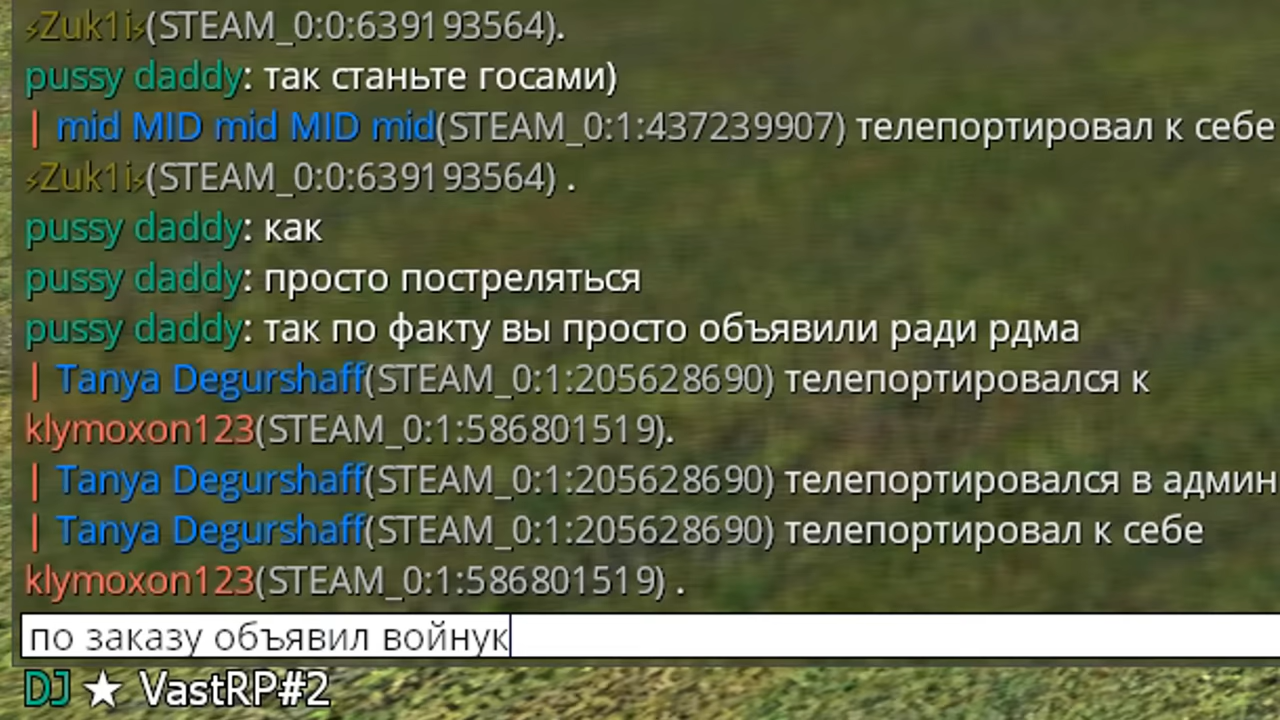 ⚡Zuk1i⚡(STEAM_0:0:639193564).
pussy daddy: так станьте госами)
| mid MID mid MID mid(STEAM_0:1:437239907) телепортировал к себе
⚡Zuk1i⚡(STEAM_0:0:639193564) .
pussy daddy: как
pussy daddy: просто постреляться
pussy daddy: так по факту вы просто объявили ради рдма
| Tanya Degurshaff(STEAM_0:1:205628690) телепортировался к
klymoxon123(STEAM_0:1:586801519).
| Tanya Degurshaff(STEAM_0:1:205628690) телепортировался в админ
| Tanya Degurshaff(STEAM_0:1:205628690) телепортировал к себе
klymoxon123(STEAM_0:1:586801519) .
по заказу объявил войнук
DJ ★ VastRP#2